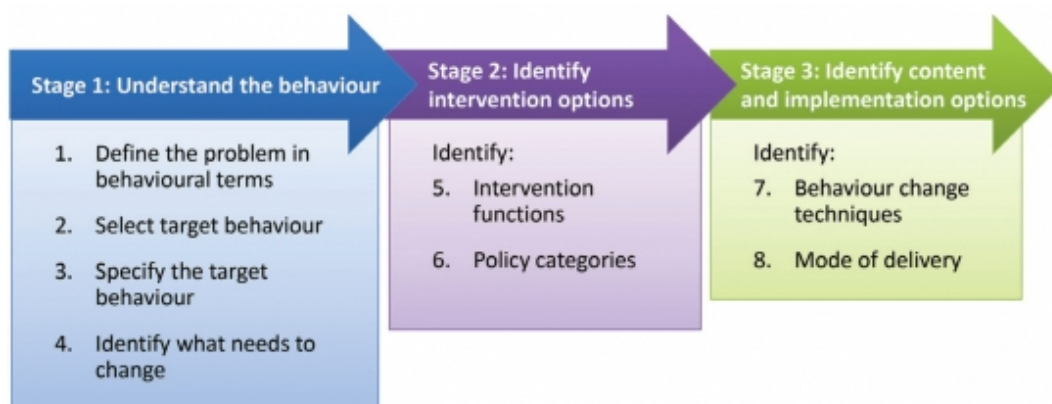 Stage 1: Understand the behaviour
1. Define the problem in
behavioural terms
2. Select target behaviour
3. Specify the target
behaviour
4. Identify what needs to
change
Stage 2: Identify
intervention options
Identify:
5. Intervention
functions
6. Policy categories
Stage 3: Identify content
and implementation options
Identify:
7. Behaviour change
techniques
8. Mode of delivery